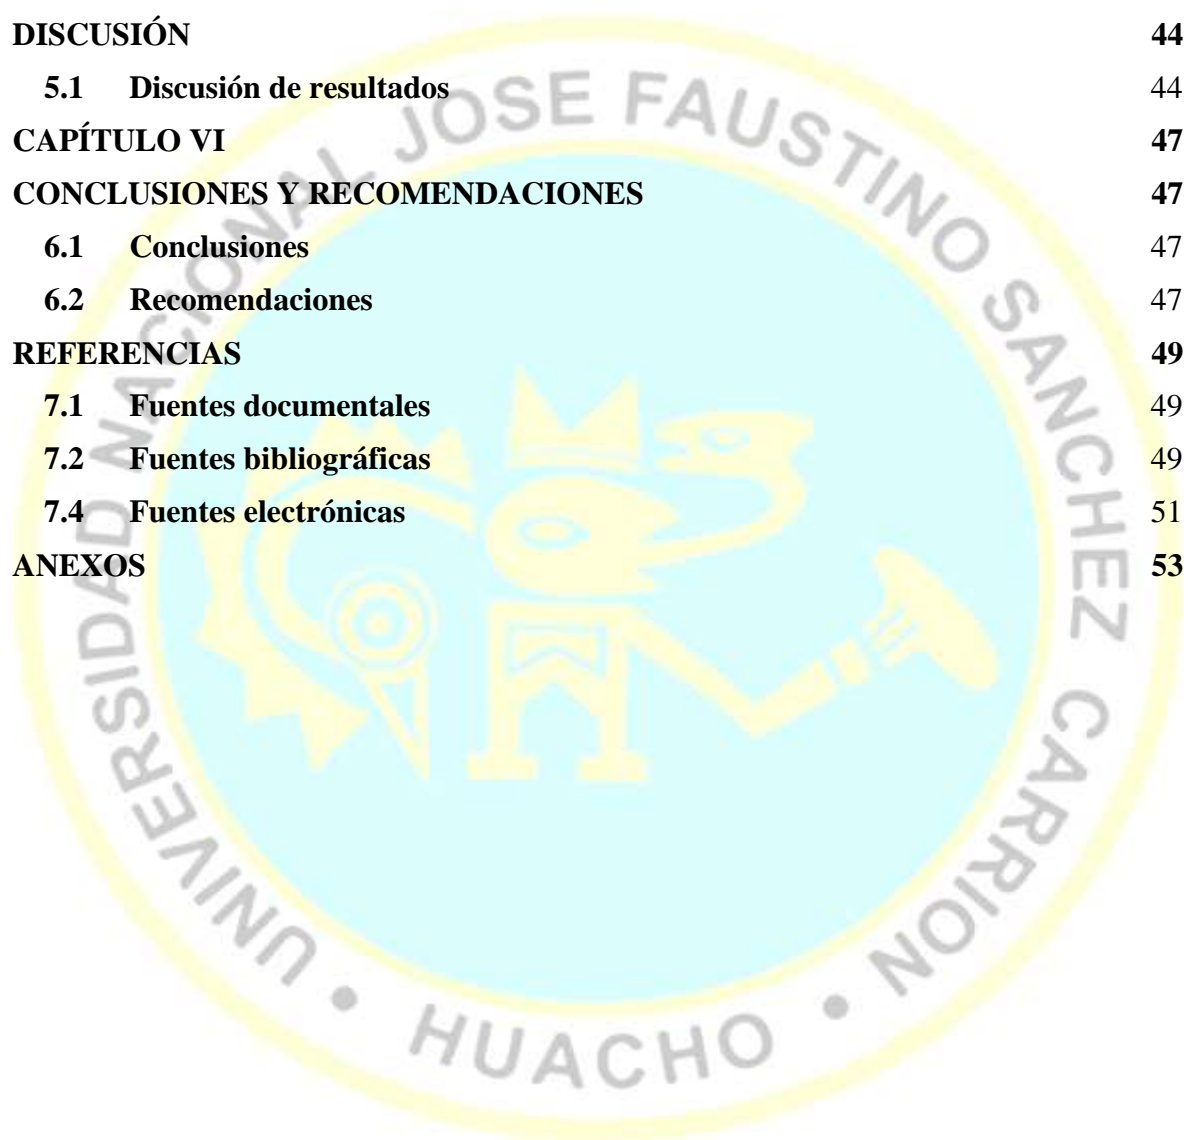 DISCUSIÓN 44
5.1 Discusión de resultados 44
CAPÍTULO VI 47
CONCLUSIONES Y RECOMENDACIONES 47
6.1 Conclusiones 47
6.2 Recomendaciones 47
REFERENCIAS 49
7.1 Fuentes documentales 49
7.2 Fuentes bibliográficas 49
7.4 Fuentes electrónicas 51
ANEXOS 53
UNIVERSIDAD NACIONAL JOSE FAUSTINO SANCHEZ CARRION • HUACHO •